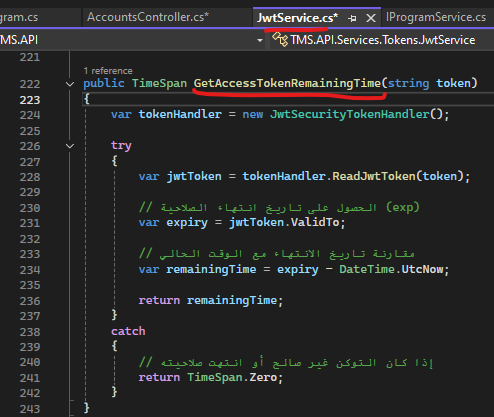 ogram.cs
AccountsController.cs*
JwtService.cs*
IProgramService.cs
TMS.API
TMS.API.Services.Tokens.JwtService
221
1 reference
222 public TimeSpan GetAccessTokenRemainingTime(string token)
223 {
224 var tokenHandler = new JwtSecurityTokenHandler();
225
226 try
227 {
228 var jwtToken = tokenHandler.ReadJwtToken(token);
229
230 // الحصول على تاريخ انتهاء الصلاحية (exp)
231 var expiry = jwtToken.ValidTo;
232
233 // مقارنة تاريخ الانتهاء مع الوقت الحالي
234 var remainingTime = expiry - DateTime.UtcNow;
235
236 return remainingTime;
237 }
238 catch
239 {
240 // إذا كان التوكن غير صالح أو انتهت صلاحيته
241 return TimeSpan.Zero;
242 }
243 }